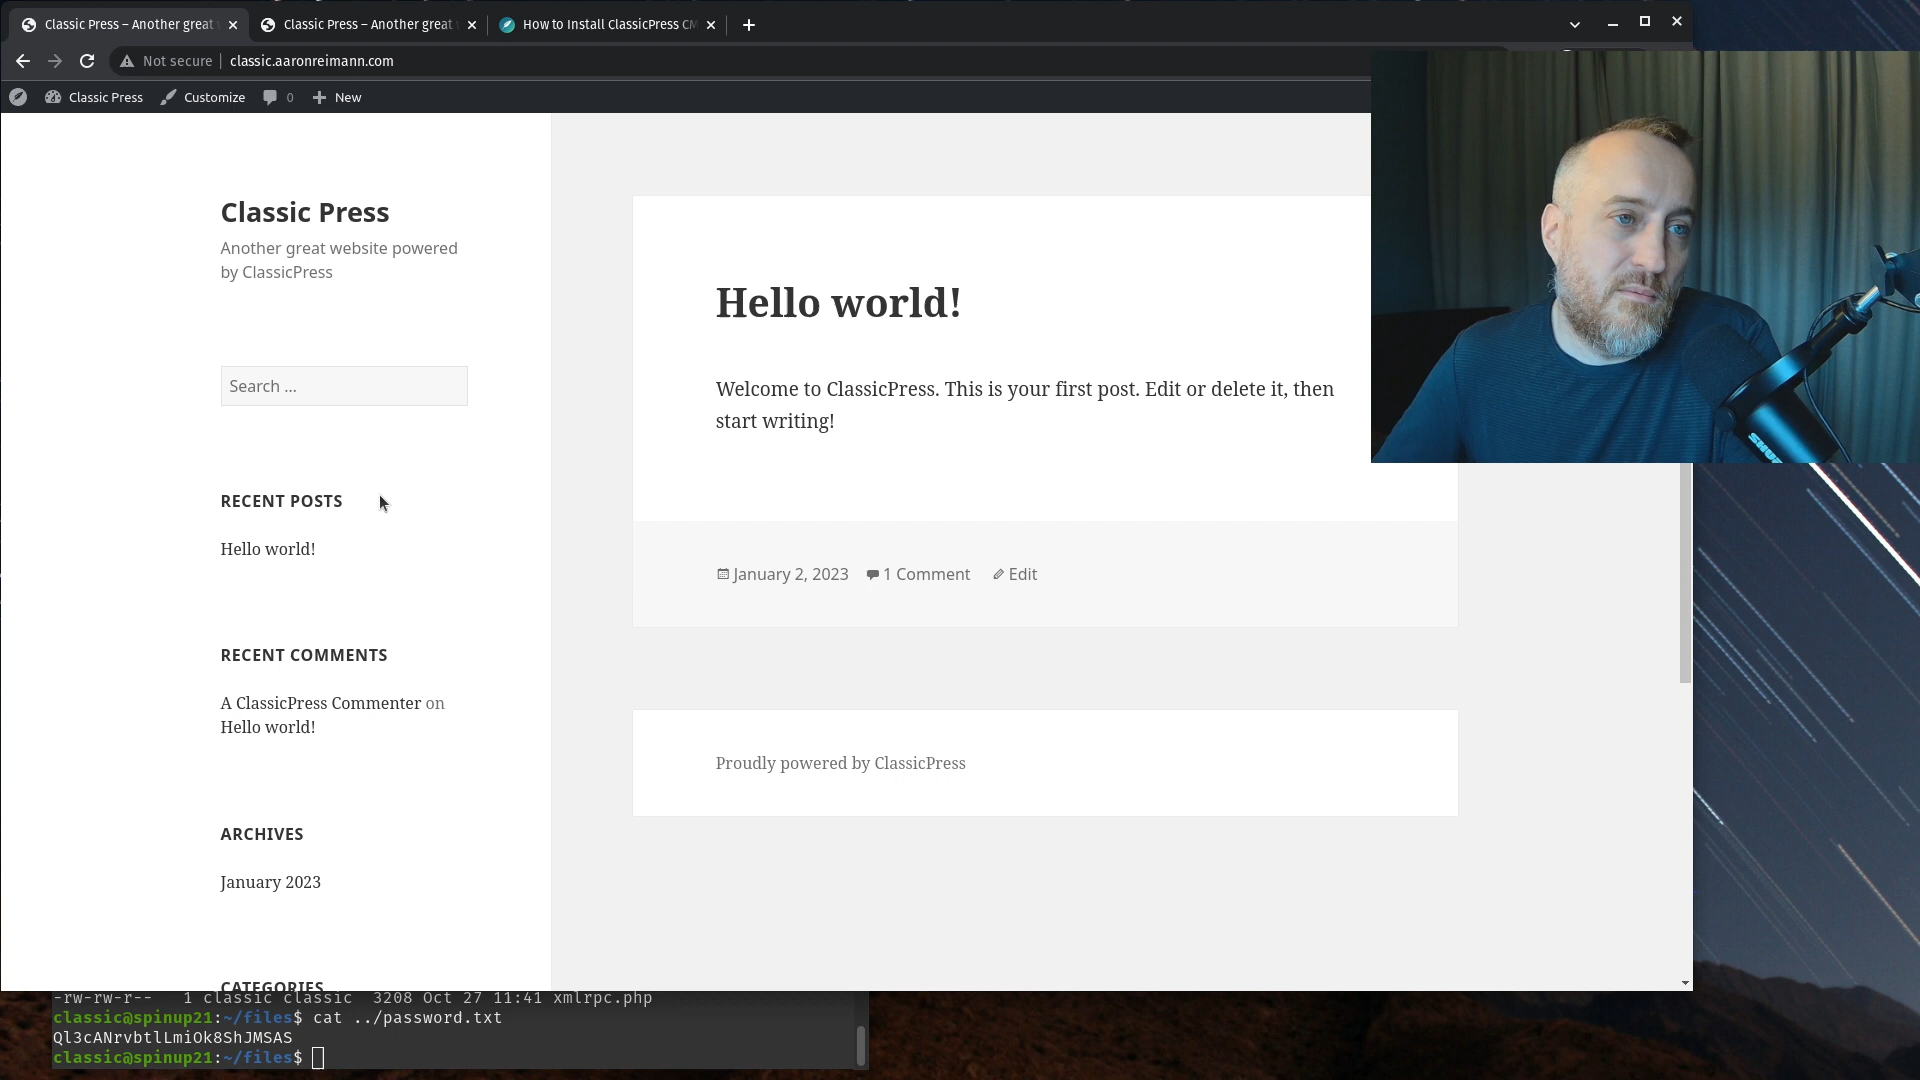 Classic Press – Another great
Classic Press – Another great
How to Install ClassicPress CM
Not secure
classic.aaronreimann.com
Classic Press
Customize
0
New
Classic Press
Another great website powered
by ClassicPress
Search ...
RECENT POSTS
Hello world!
RECENT COMMENTS
A ClassicPress Commenter on
Hello world!
ARCHIVES
January 2023
CATEGORIES
Hello world!
Welcome to ClassicPress. This is your first post. Edit or delete it, then
start writing!
January 2, 2023
1 Comment
Edit
Proudly powered by ClassicPress
-rw-rw-r--   1 classic classic  3208 Oct 27 11:41 xmlrpc.php
classic@spinup21:~/files$ cat ../password.txt
Ql3cANrvbtlLmiOk8ShJMSAS
classic@spinup21:~/files$